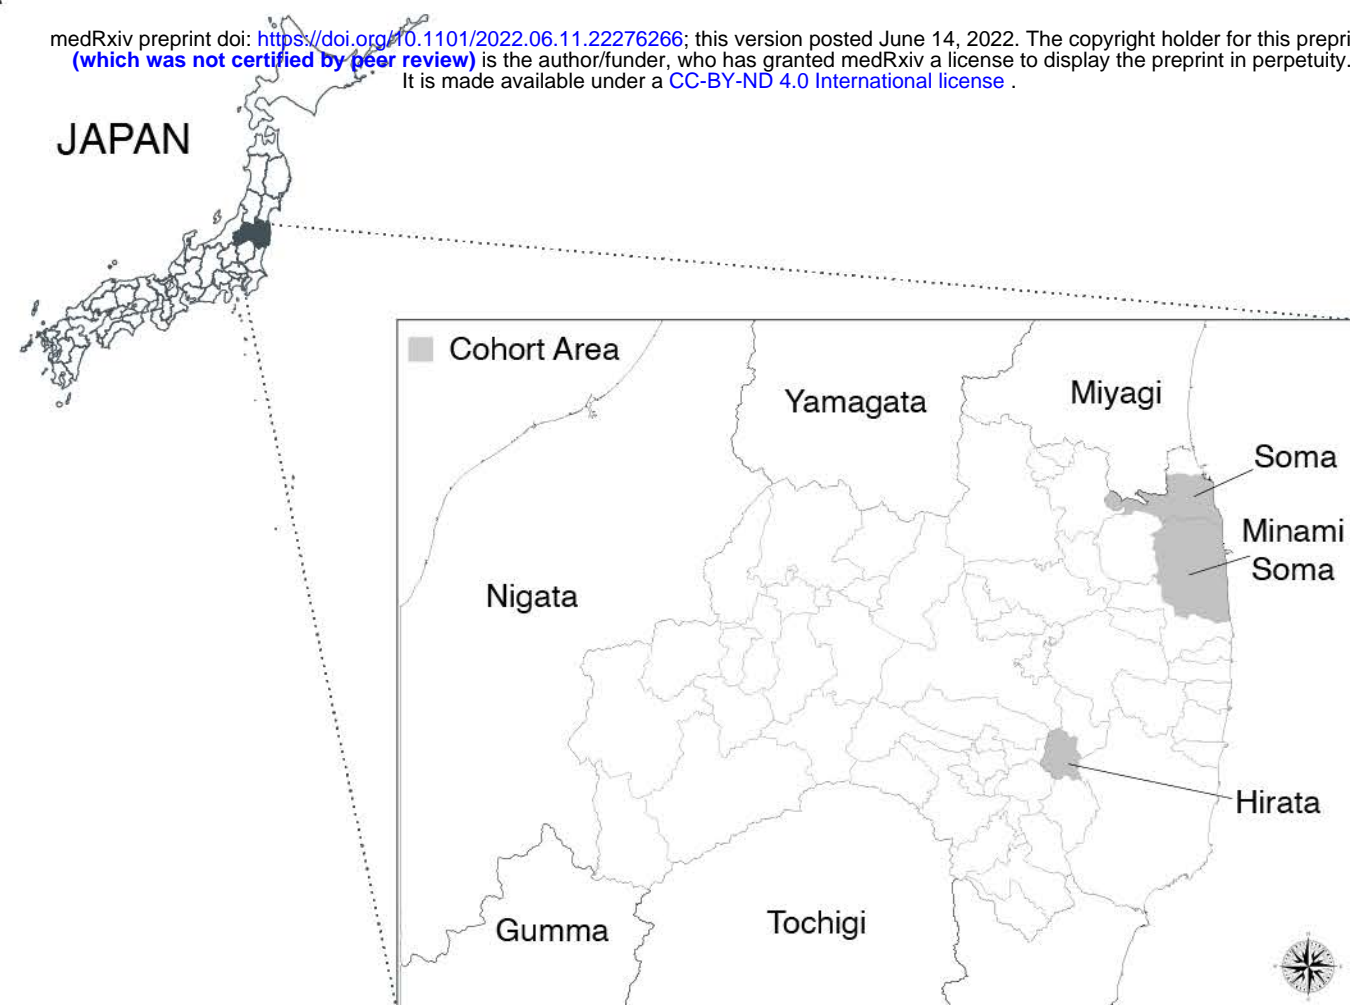 medRxiv preprint doi: https://doi.org/10.1101/2022.06.11.22276266; this version posted June 14, 2022. The copyright holder for this prepri
(which was not certified by peer review) is the author/funder, who has granted medRxiv a license to display the preprint in perpetuity.
It is made available under a CC-BY-ND 4.0 International license .
JAPAN
Cohort Area
Yamagata
Miyagi
Soma
Minami
Soma
Nigata
Hirata
Gumma
Tochigi